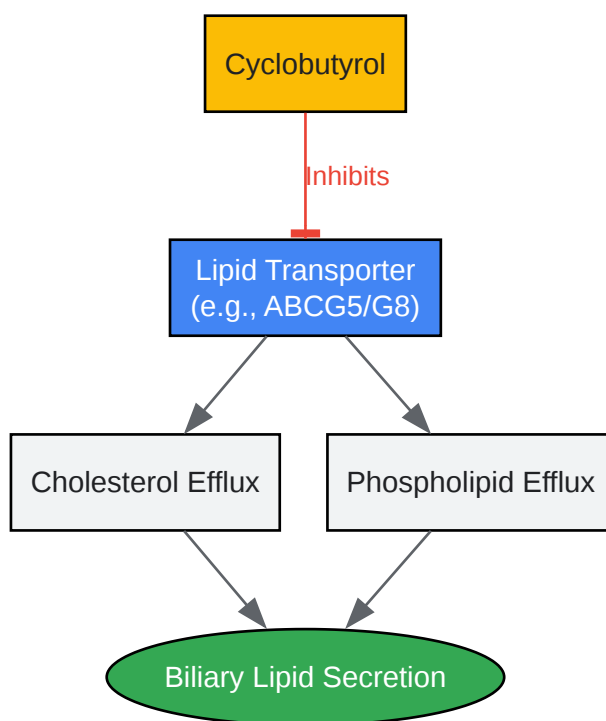 Cyclobutyrol
Inhibits
Lipid Transporter
(e.g., ABCG5/G8)
Cholesterol Efflux
Phospholipid Efflux
Biliary Lipid Secretion